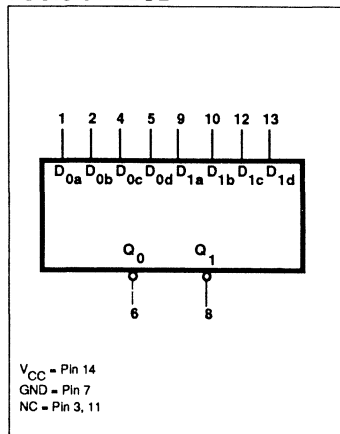 1 2 4 5 9 10 12 13
D0a D0b D0c D0d D1a D1b D1c D1d
Q0 Q1
6 8
VCC = Pin 14
GND = Pin 7
NC = Pin 3, 11